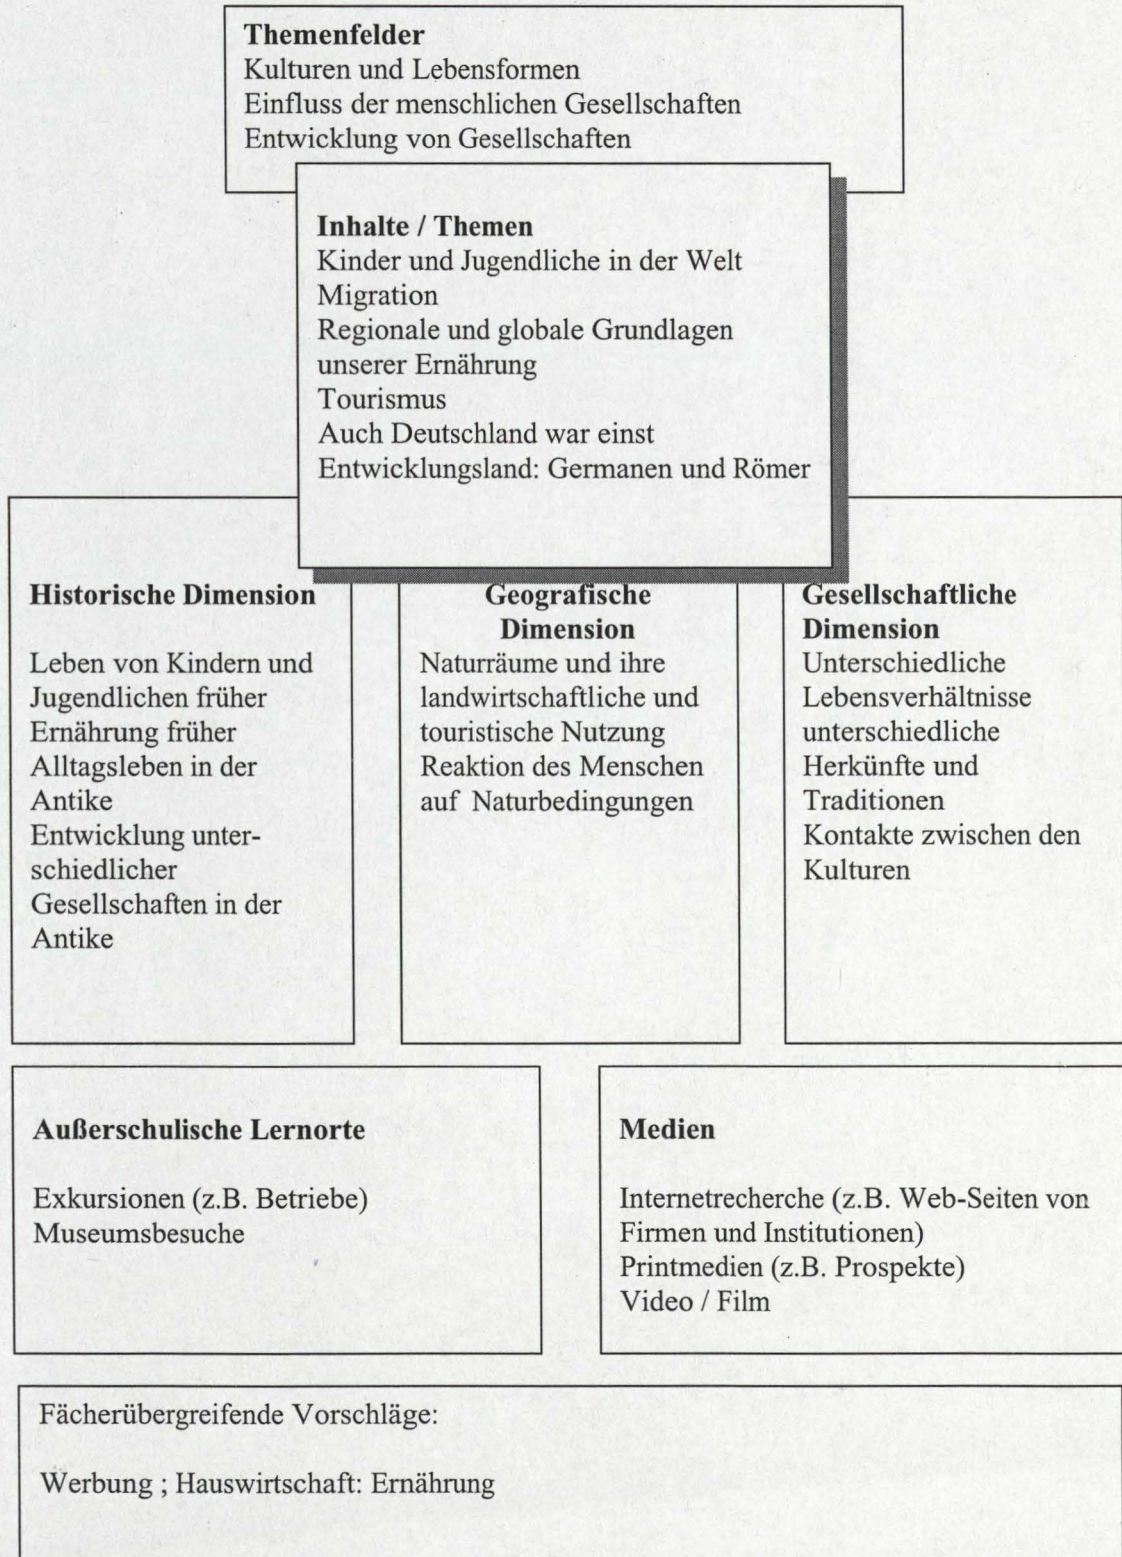 Themenfelder
Kulturen und Lebensformen
Einfluss der menschlichen Gesellschaften
Entwicklung von Gesellschaften
Inhalte / Themen
Kinder und Jugendliche in der Welt
Migration
Regionale und globale Grundlagen
unserer Ernährung
Tourismus
Auch Deutschland war einst
Entwicklungsland: Germanen und Römer
Historische Dimension
Leben von Kindern und
Jugendlichen früher
Ernährung früher
Alltagsleben in der
Antike
Entwicklung unter-
schiedlicher
Gesellschaften in der
Antike
Geografische
Dimension
Naturräume und ihre
landwirtschaftliche und
touristische Nutzung
Reaktion des Menschen
auf Naturbedingungen
Gesellschaftliche
Dimension
Unterschiedliche
Lebensverhältnisse
unterschiedliche
Herkünfte und
Traditionen
Kontakte zwischen den
Kulturen
Außerschulische Lernorte
Exkursionen (z.B. Betriebe)
Museumsbesuche
Medien
Internetrecherche (z.B. Web-Seiten von
Firmen und Institutionen)
Printmedien (z.B. Prospekte)
Video / Film
Fächerübergreifende Vorschläge:
Werbung ; Hauswirtschaft: Ernährung